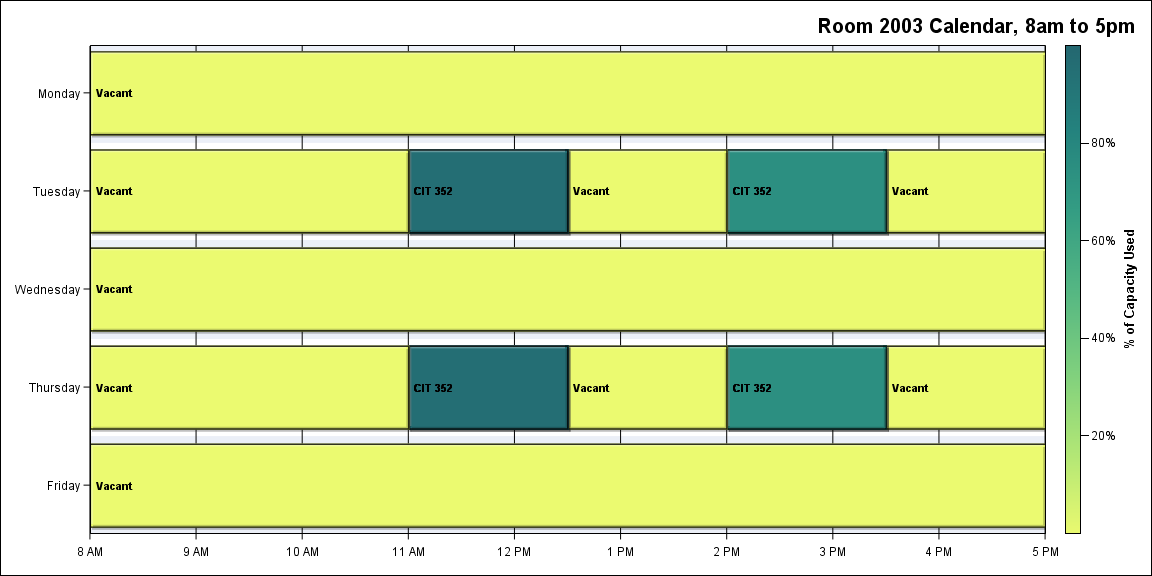 Room 2003 Calendar, 8am to 5pm
Monday
Vacant
Tuesday
Vacant
CIT 352
Vacant
CIT 352
Vacant
Wednesday
Vacant
Thursday
Vacant
CIT 352
Vacant
CIT 352
Vacant
Friday
Vacant
8 AM 9 AM 10 AM 11 AM 12 PM 1 PM 2 PM 3 PM 4 PM 5 PM
80%
60%
40%
20%
% of Capacity Used